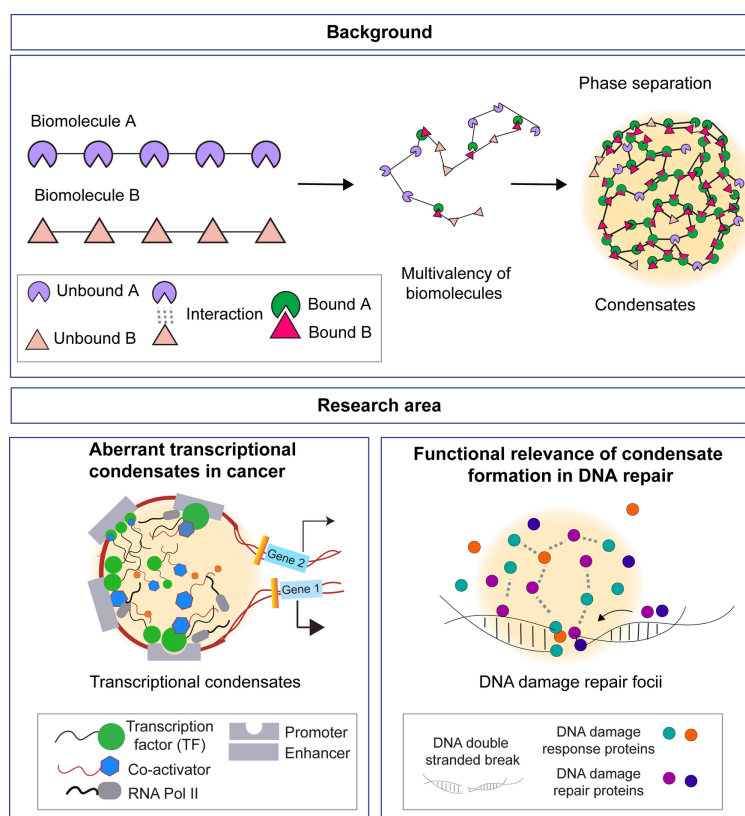 Background
Biomolecule A
Biomolecule B
Multivalency of
biomolecules
Phase separation
Condensates
Unbound A
Unbound B
Interaction
Bound A
Bound B
Research area
Aberrant transcriptional
condensates in cancer
Gene 2
Gene 1
Transcriptional condensates
Transcription
factor (TF)
Co-activator
RNA Pol II
Promoter
Enhancer
Functional relevance of condensate
formation in DNA repair
DNA damage repair focii
DNA double
stranded break
DNA damage
response proteins
DNA damage
repair proteins